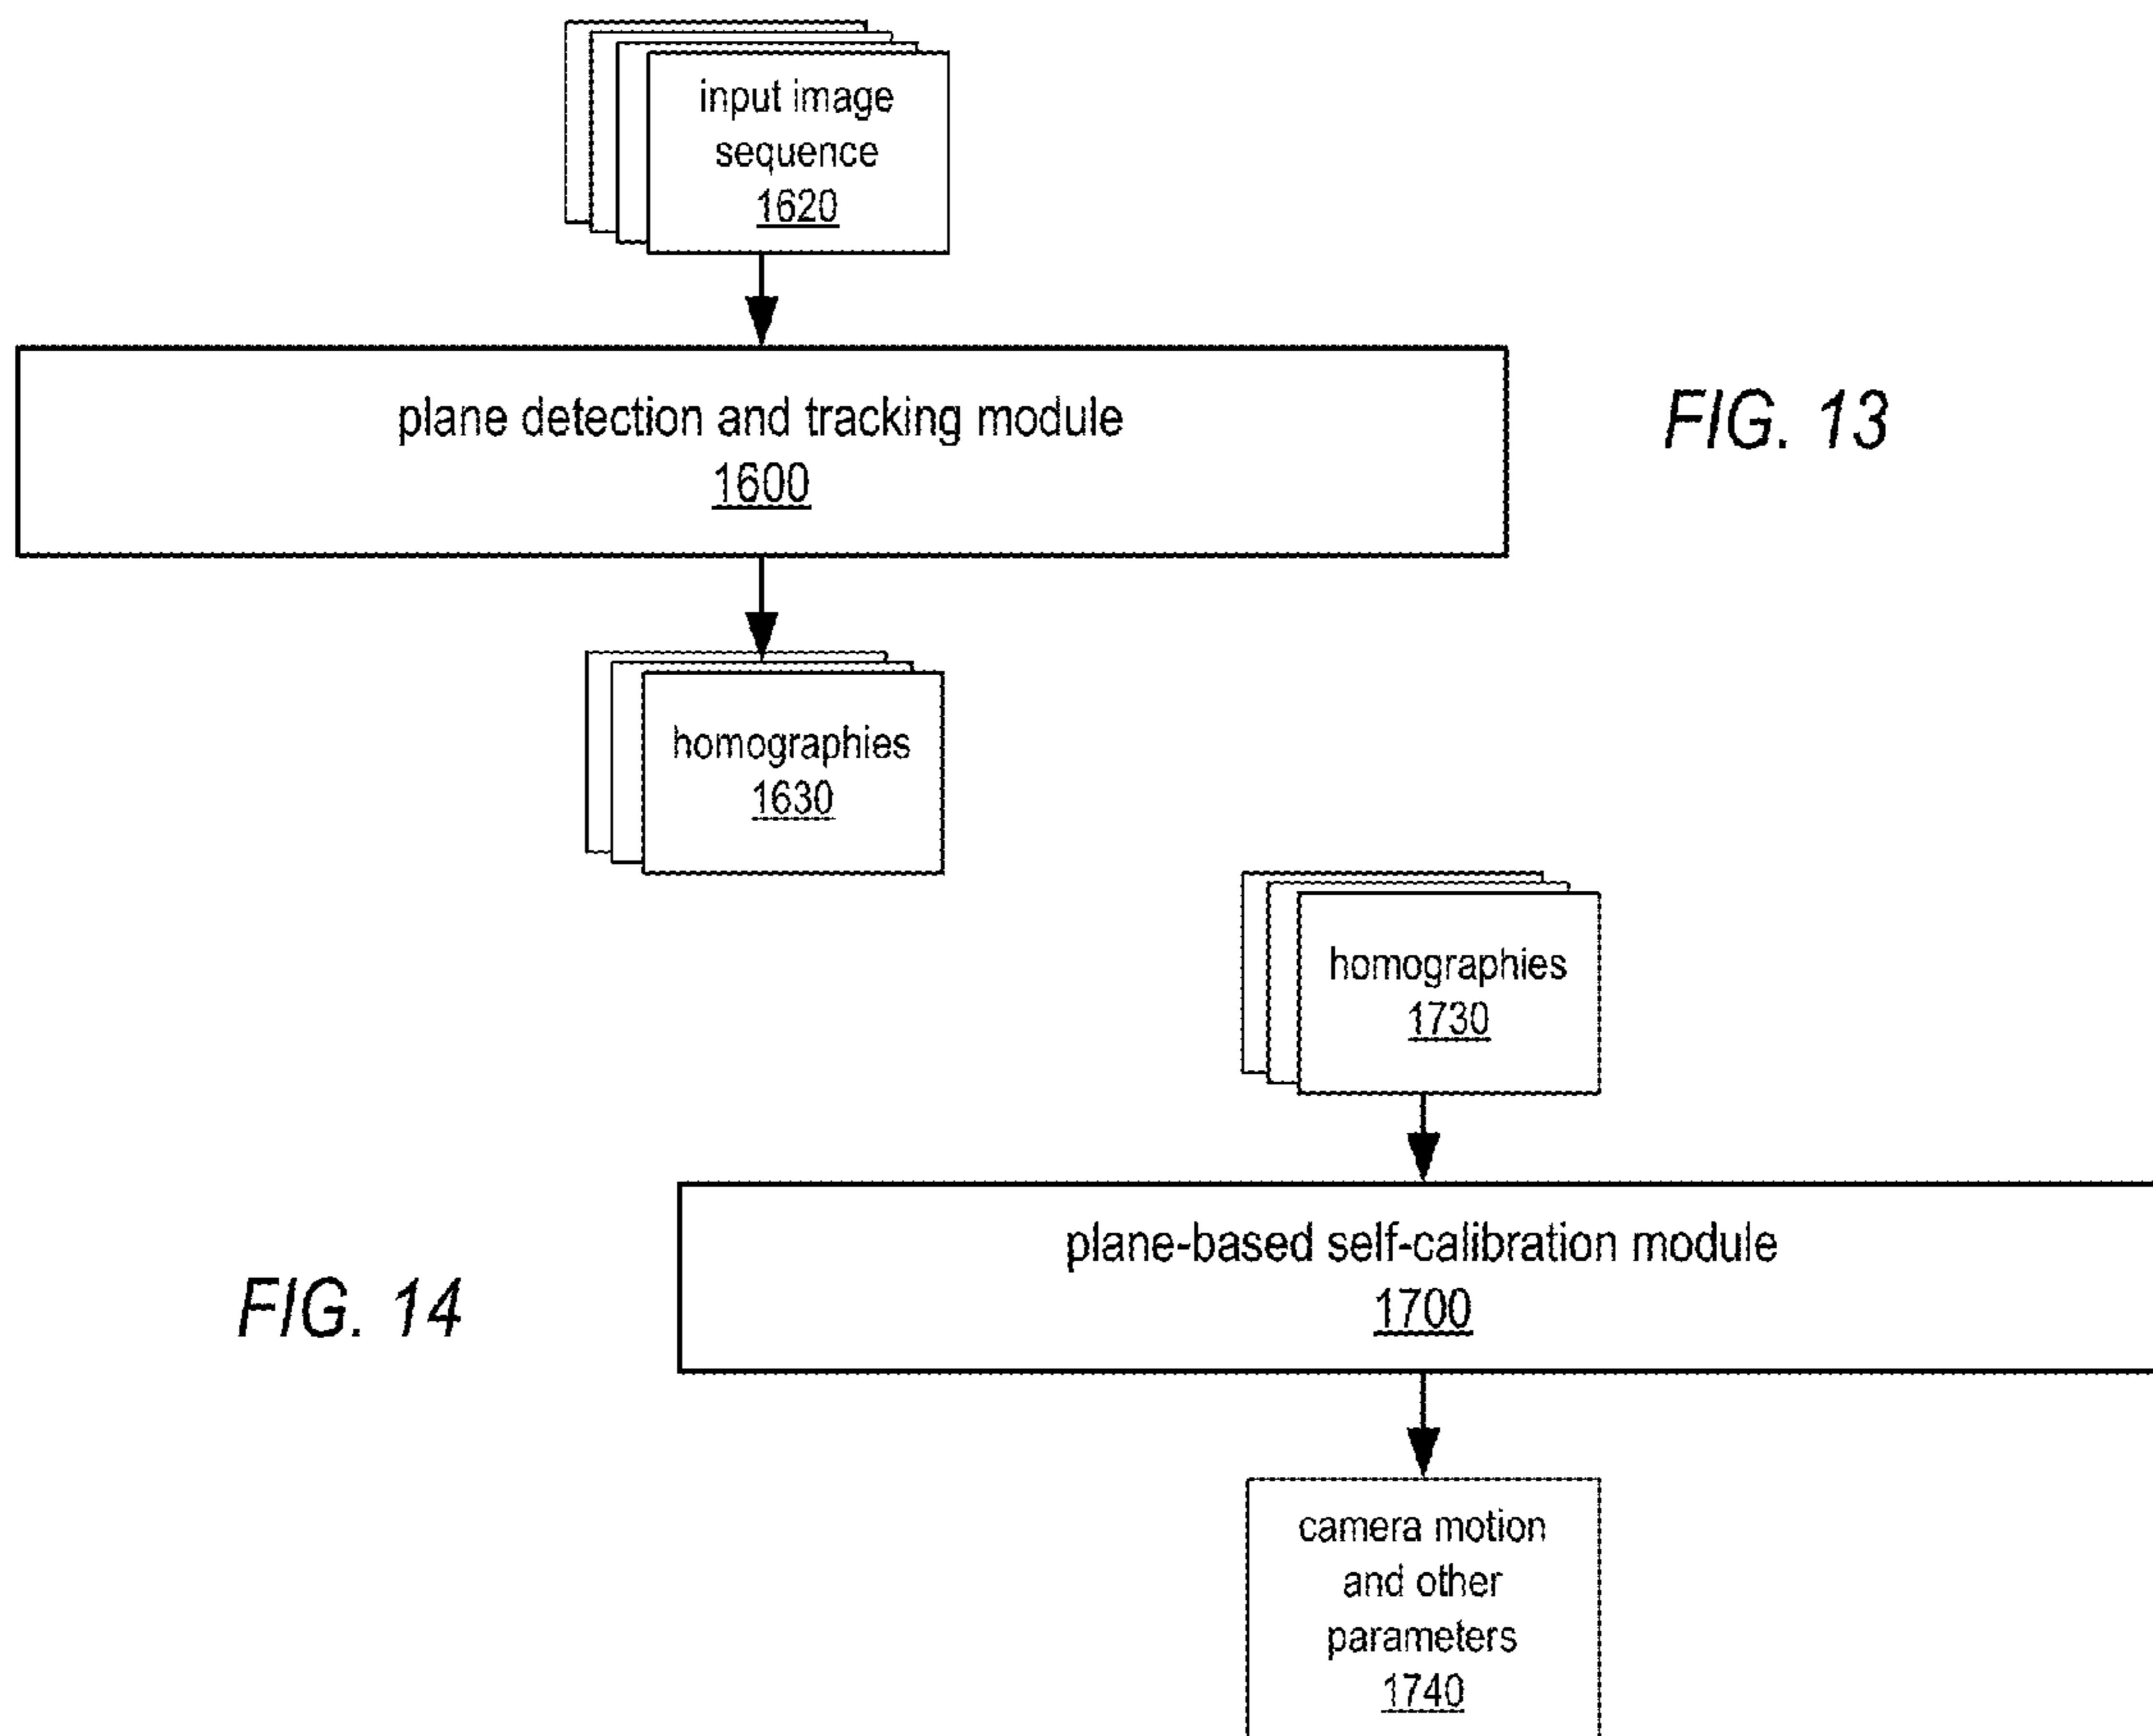 input image
sequence
1620
plane detection and tracking module
1600
FIG. 13
homographies
1630
homographies
1730
plane-based self-calibration module
1700
FIG. 14
camera motion
and other
parameters
1740